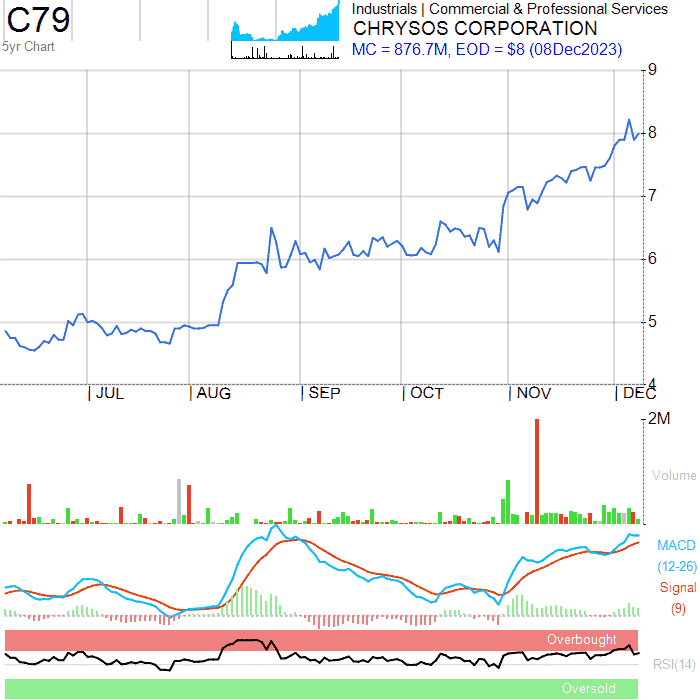 C79
5yr Chart
Industrials | Commercial & Professional Services
CHRYSOS CORPORATION
MC = 876.7M, EOD = $8 (08Dec2023)
9
8
7
6
5
4
JUL AUG SEP OCT NOV DEC
2M
Volume
MACD
(12-26)
Signal
(9)
Overbought
RSI(14)
Oversold